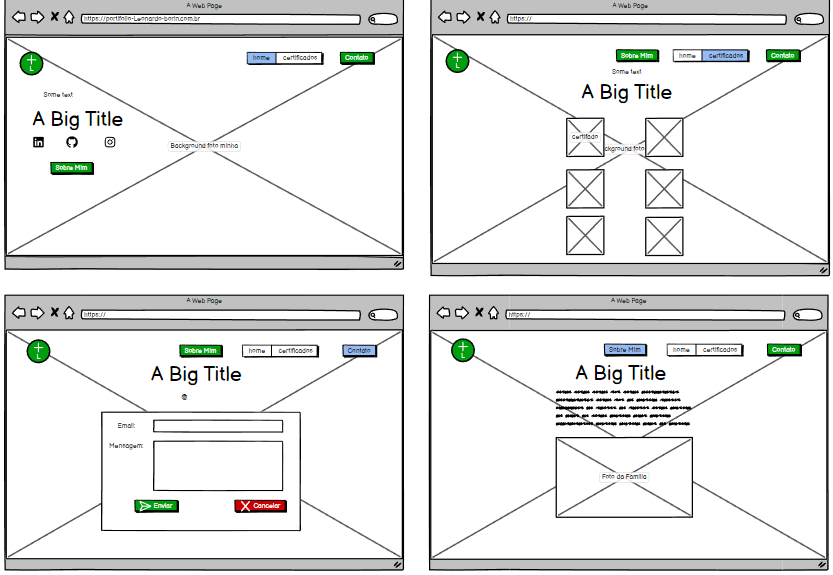 A Web Page
https://portifolio-Leonardo-borin.com.br
L
home certificados Contato
Some text
A Big Title
Background:foto minha
Sobre Mim
A Web Page
https://
L
Sobre Mim home certificados Contato
Some text
A Big Title
certifado
ckground:foto
A Web Page
https://
L
Sobre Mim home certificados Contato
A Big Title
@
Email:
Mensagem:
Enviar Cancelar
A Web Page
https://
L
Sobre Mim home certificados Contato
A Big Title
Foto da Familia